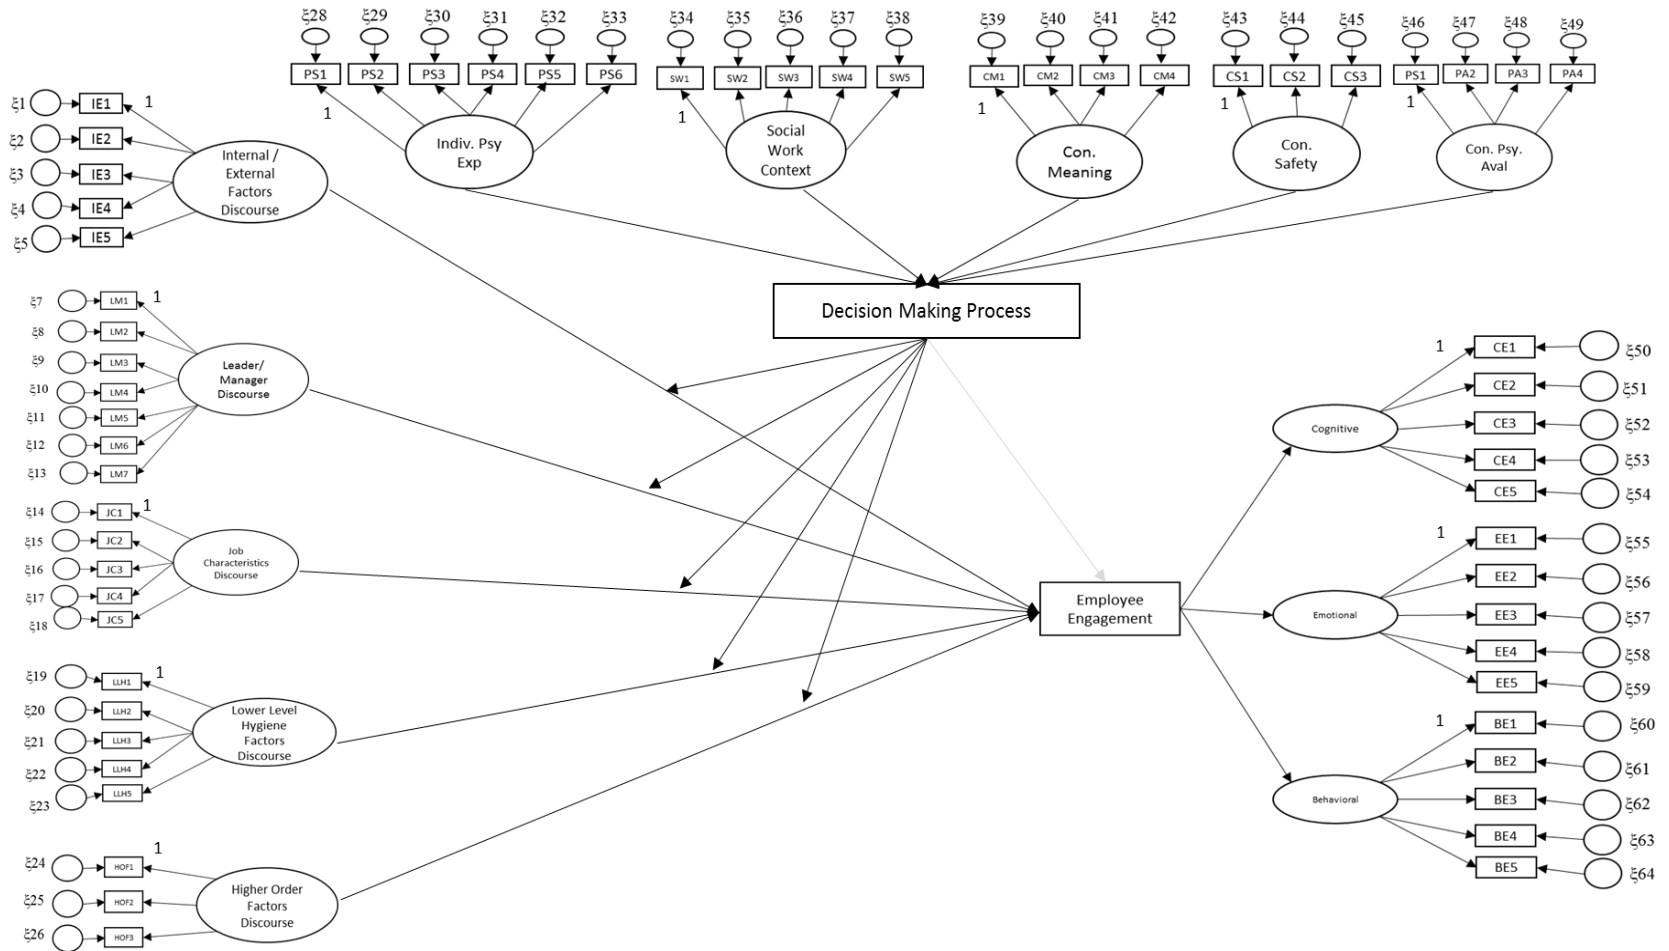 ξ28 ξ29 ξ30 ξ31 ξ32 ξ33 ξ34 ξ35 ξ36 ξ37 ξ38 ξ39 ξ40 ξ41 ξ42 ξ43 ξ44 ξ45 ξ46 ξ47 ξ48 ξ49
PS1 PS2 PS3 PS4 PS5 PS6 SW1 SW2 SW3 SW4 SW5 CM1 CM2 CM3 CM4 CS1 CS2 CS3 PS1 PA2 PA3 PA4
1 1 1 1 1
Indiv. Psy
Exp
Social
Work
Context
Con.
Meaning
Con.
Safety
Con. Psy.
Aval
ξ1 IE1 1
ξ2 IE2
ξ3 IE3
ξ4 IE4
ξ5 IE5
Internal /
External
Factors
Discourse
Decision Making Process
ξ7 LM1 1
ξ8 LM2
ξ9 LM3
ξ10 LM4
ξ11 LM5
ξ12 LM6
ξ13 LM7
Leader/
Manager
Discourse
ξ14 JC1 1
ξ15 JC2
ξ16 JC3
ξ17 JC4
ξ18 JC5
Job
Characteristics
Discourse
ξ19 LLH1 1
ξ20 LLH2
ξ21 LLH3
ξ22 LLH4
ξ23 LLH5
Lower Level
Hygiene
Factors
Discourse
ξ24 HOF1 1
ξ25 HOF2
ξ26 HOF3
Higher Order
Factors
Discourse
Employee
Engagement
Cognitive
1 CE1 ξ50
CE2 ξ51
CE3 ξ52
CE4 ξ53
CE5 ξ54
Emotional
1 EE1 ξ55
EE2 ξ56
EE3 ξ57
EE4 ξ58
EE5 ξ59
Behavioral
1 BE1 ξ60
BE2 ξ61
BE3 ξ62
BE4 ξ63
BE5 ξ64